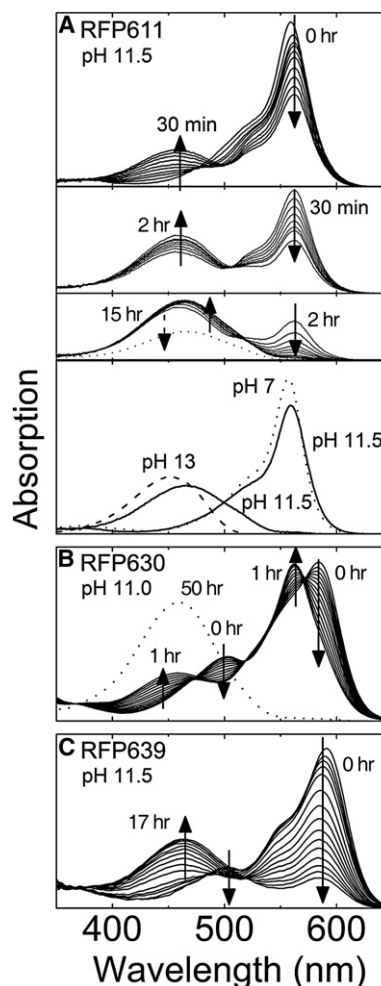 A RFP611
pH 11.5
0 hr
30 min
30 min
2 hr
15 hr
2 hr
pH 7
pH 13
pH 11.5
pH 11.5
Absorption
B RFP630
pH 11.0
1 hr
0 hr
50 hr
0 hr
1 hr
C RFP639
pH 11.5
0 hr
17 hr
400 500 600
Wavelength (nm)